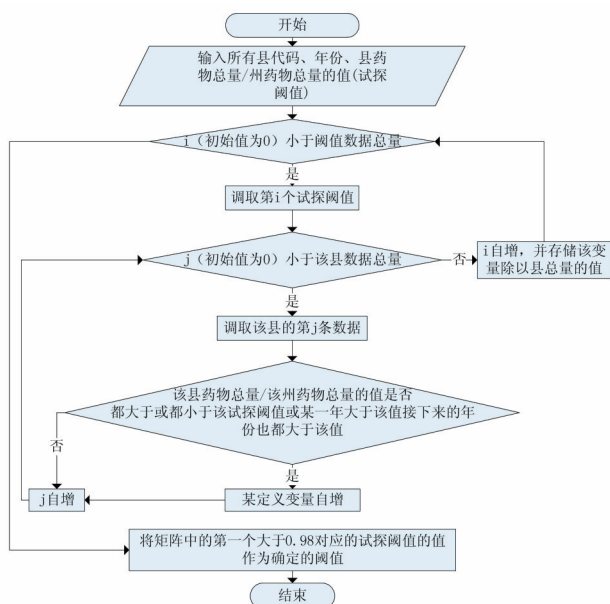 开始
输入所有县代码、年份、县药
物总量/州药物总量的值(试探
阈值)
i（初始值为0）小于阈值数据总量
是
调取第i个试探阈值
j（初始值为0）小于该县数据总量
否
i自增，并存储该变
量除以县总量的值
是
调取该县的第j条数据
该县药物总量/该州药物总量的值是否
都大于或都小于该试探阈值或某一年大于该值接下来的年
份也都大于该值
否
是
j自增
某定义变量自增
将矩阵中的第一个大于0.98对应的试探阈值的值
作为确定的阈值
结束